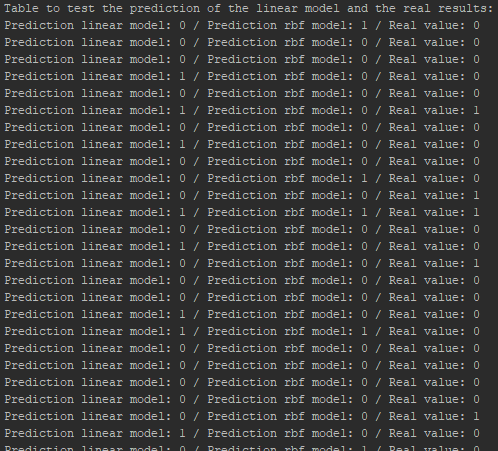 Table to test the prediction of the linear model and the real results:
Prediction linear model: 0 / Prediction rbf model: 1 / Real value: 0
Prediction linear model: 0 / Prediction rbf model: 0 / Real value: 0
Prediction linear model: 0 / Prediction rbf model: 0 / Real value: 0
Prediction linear model: 1 / Prediction rbf model: 0 / Real value: 0
Prediction linear model: 0 / Prediction rbf model: 0 / Real value: 0
Prediction linear model: 1 / Prediction rbf model: 0 / Real value: 1
Prediction linear model: 0 / Prediction rbf model: 0 / Real value: 0
Prediction linear model: 1 / Prediction rbf model: 0 / Real value: 0
Prediction linear model: 0 / Prediction rbf model: 0 / Real value: 0
Prediction linear model: 0 / Prediction rbf model: 1 / Real value: 0
Prediction linear model: 0 / Prediction rbf model: 0 / Real value: 1
Prediction linear model: 1 / Prediction rbf model: 1 / Real value: 1
Prediction linear model: 0 / Prediction rbf model: 0 / Real value: 0
Prediction linear model: 1 / Prediction rbf model: 0 / Real value: 0
Prediction linear model: 0 / Prediction rbf model: 0 / Real value: 1
Prediction linear model: 0 / Prediction rbf model: 0 / Real value: 0
Prediction linear model: 0 / Prediction rbf model: 0 / Real value: 0
Prediction linear model: 1 / Prediction rbf model: 0 / Real value: 0
Prediction linear model: 1 / Prediction rbf model: 1 / Real value: 0
Prediction linear model: 0 / Prediction rbf model: 0 / Real value: 0
Prediction linear model: 0 / Prediction rbf model: 0 / Real value: 0
Prediction linear model: 0 / Prediction rbf model: 0 / Real value: 0
Prediction linear model: 0 / Prediction rbf model: 0 / Real value: 0
Prediction linear model: 0 / Prediction rbf model: 0 / Real value: 1
Prediction linear model: 1 / Prediction rbf model: 0 / Real value: 0
Prediction linear model: 0 / Prediction rbf model: 1 / Real value: 0